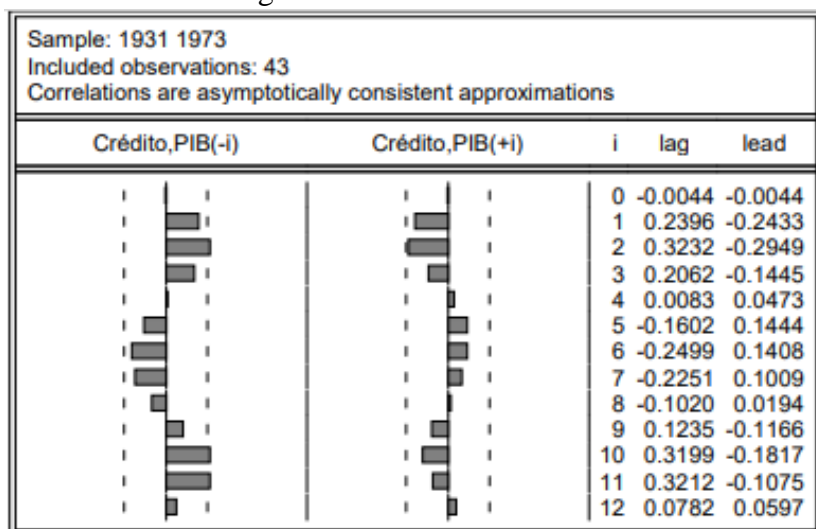 Sample: 1931 1973
Included observations: 43
Correlations are asymptotically consistent approximations
Crédito,PIB(-i) Crédito,PIB(+i) i lag lead
0 -0.0044 -0.0044
1 0.2396 -0.2433
2 0.3232 -0.2949
3 0.2062 -0.1445
4 0.0083 0.0473
5 -0.1602 0.1444
6 -0.2499 0.1408
7 -0.2251 0.1009
8 -0.1020 0.0194
9 0.1235 -0.1166
10 0.3199 -0.1817
11 0.3212 -0.1075
12 0.0782 0.0597